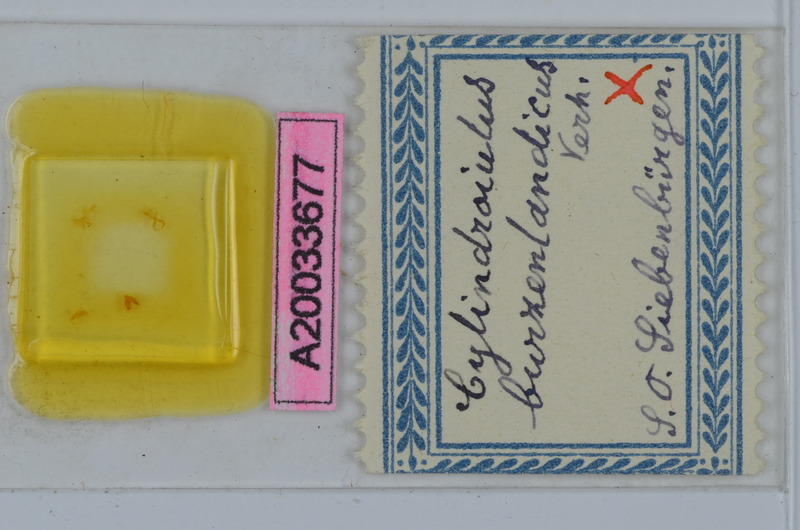 A20033677
Cylindroiulus
burzenlandicus
Verh.
X
S.O. Siebenbürgen.